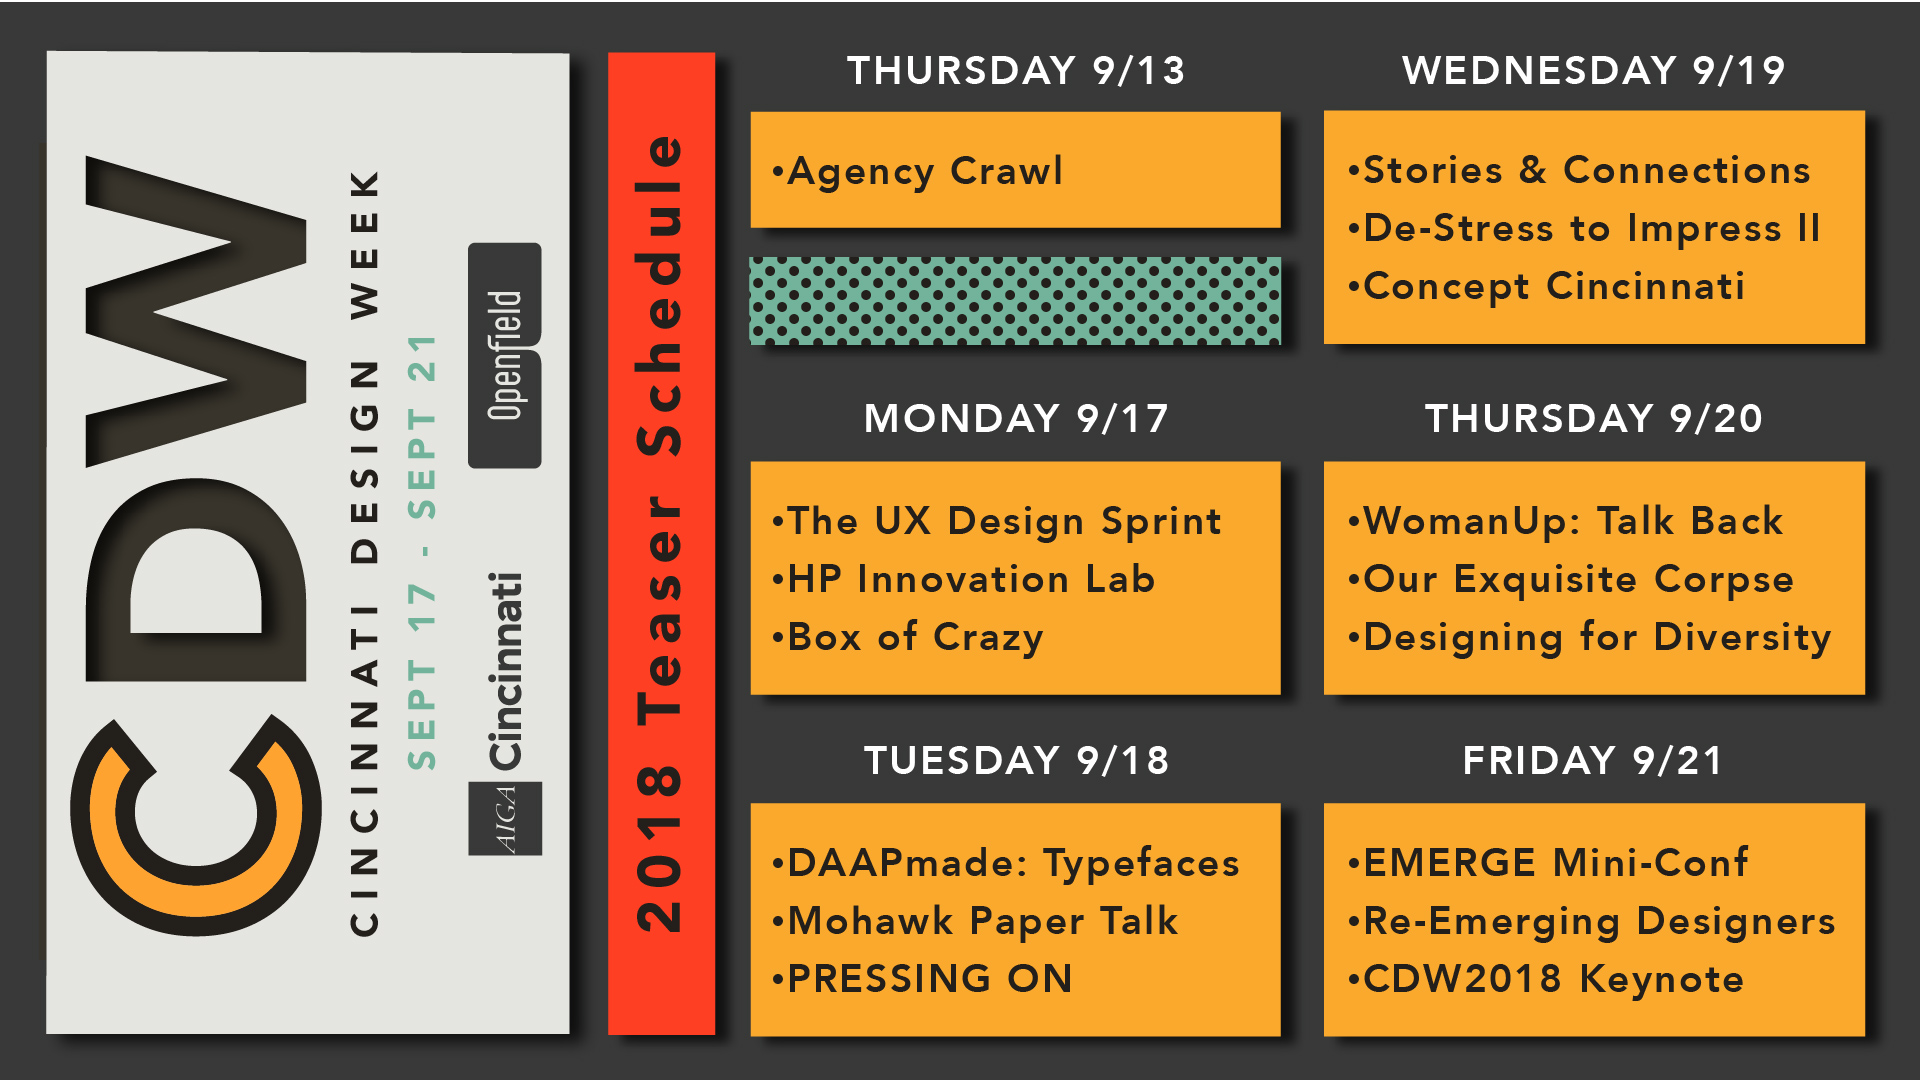 CDW
CINCINNATI DESIGN WEEK
SEPT 17 - SEPT 21
AIGA Cincinnati
Openfield
2018 Teaser Schedule
THURSDAY 9/13
•Agency Crawl
MONDAY 9/17
•The UX Design Sprint
•HP Innovation Lab
•Box of Crazy
TUESDAY 9/18
•DAAPmade: Typefaces
•Mohawk Paper Talk
•PRESSING ON
WEDNESDAY 9/19
•Stories & Connections
•De-Stress to Impress II
•Concept Cincinnati
THURSDAY 9/20
•WomanUp: Talk Back
•Our Exquisite Corpse
•Designing for Diversity
FRIDAY 9/21
•EMERGE Mini-Conf
•Re-Emerging Designers
•CDW2018 Keynote